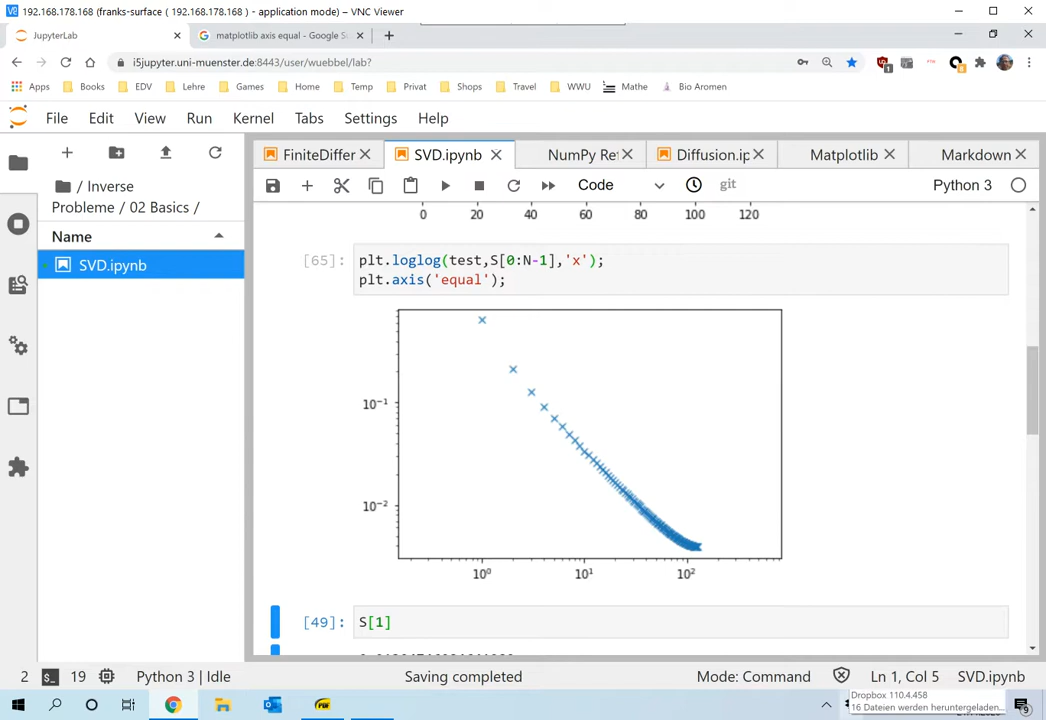 192.168.178.168 (franks-surface ( 192.168.178.168 ) - application mode) – VNC Viewer
JupyterLab
matplotlib axis equal - Google S
i5jupyter.uni-muenster.de:8443/user/wuebbel/lab?
Apps Books EDV Lehre Games Home Temp Privat Shops Travel WWU Mathe Bio Aromen
File Edit View Run Kernel Tabs Settings Help
FiniteDiffer SVD.ipynb NumPy Ref Diffusion.ip Matplotlib Markdown
Code git Python 3
/ Inverse
Probleme / 02 Basics /
Name
SVD.ipynb
0 20 40 60 80 100 120
[65]: plt.loglog(test,S[0:N-1],'x');
plt.axis('equal');
10⁻¹
10⁻²
10⁰ 10¹ 10²
[49]: S[1]
2 19 Python 3 | Idle Saving completed Mode: Command Ln 1, Col 5 SVD.ipynb
Dropbox 110.4.458
16 Dateien werden heruntergeladen...